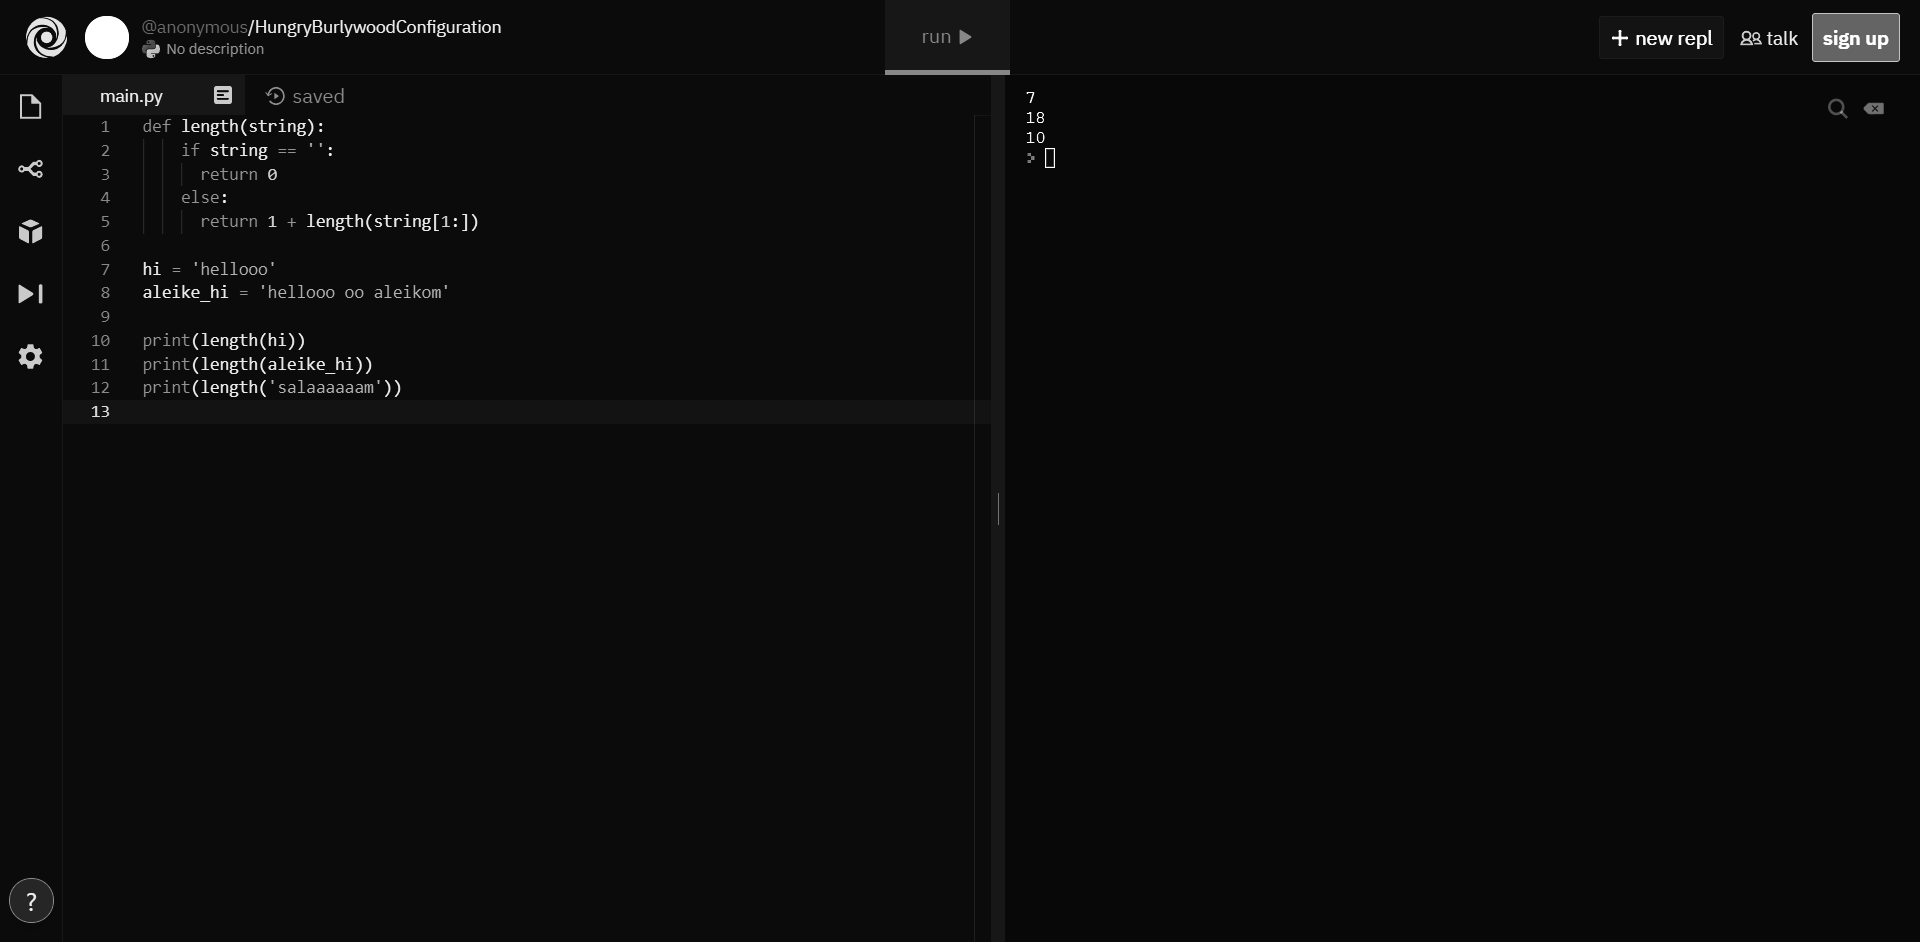 @anonymous/HungryBurlywoodConfiguration
No description
run
+ new repl
talk
sign up
main.py
saved
1 def length(string):
2     if string == '':
3       return 0
4     else:
5       return 1 + length(string[1:])
6
7 hi = 'hellooo'
8 aleike_hi = 'hellooo oo aleikom'
9
10 print(length(hi))
11 print(length(aleike_hi))
12 print(length('salaaaaaam'))
13
7
18
10
?